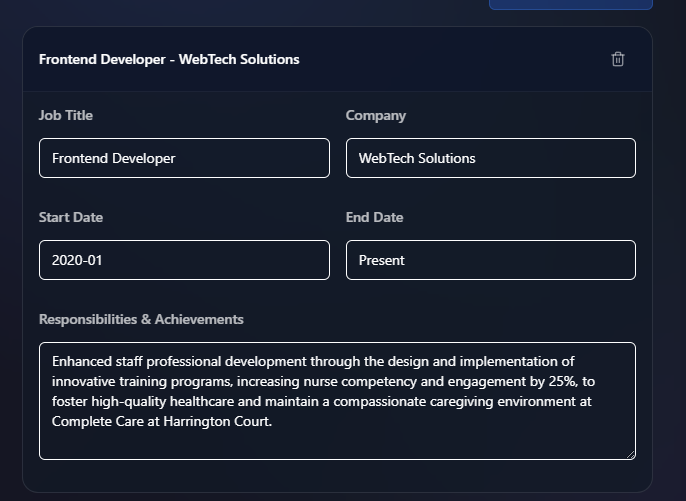 Frontend Developer - WebTech Solutions
Job Title
Company
Frontend Developer
WebTech Solutions
Start Date
End Date
2020-01
Present
Responsibilities & Achievements
Enhanced staff professional development through the design and implementation of
innovative training programs, increasing nurse competency and engagement by 25%, to
foster high-quality healthcare and maintain a compassionate caregiving environment at
Complete Care at Harrington Court.